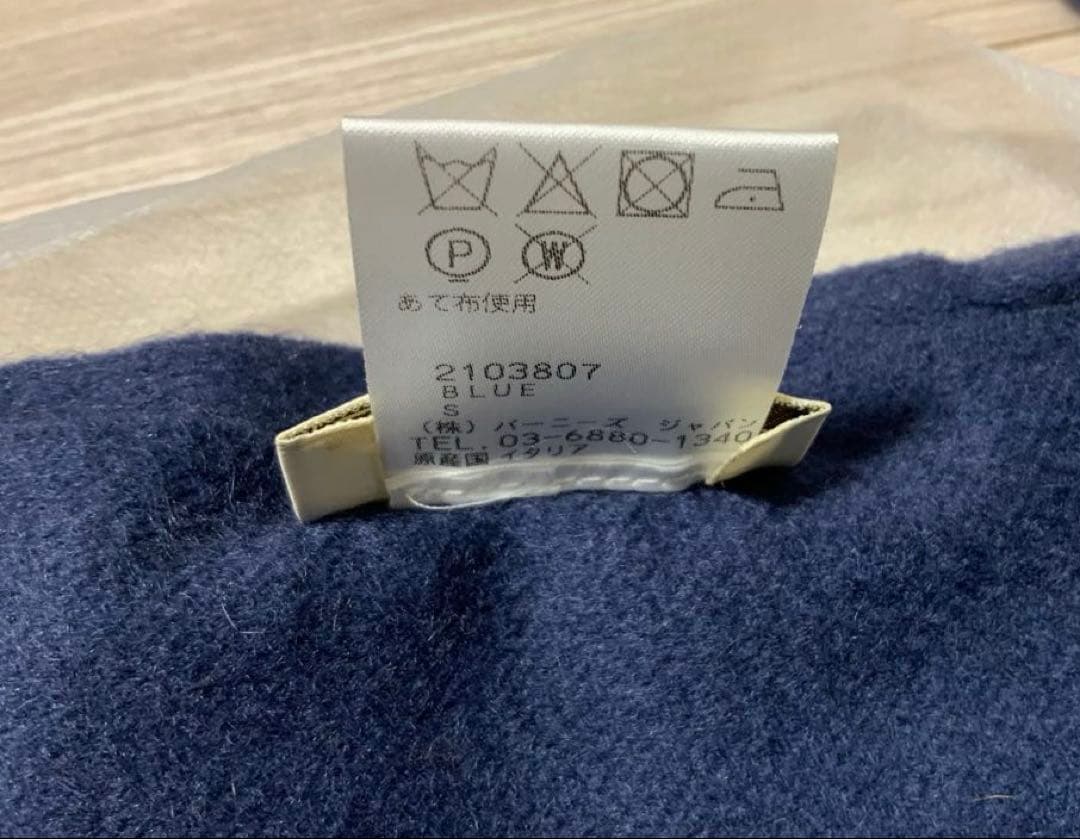 P W
あて布使用
2103807
BLUE
S
(株) バーニーズ ジャパン
TEL. 03-6880-1340
原産国 イタリア